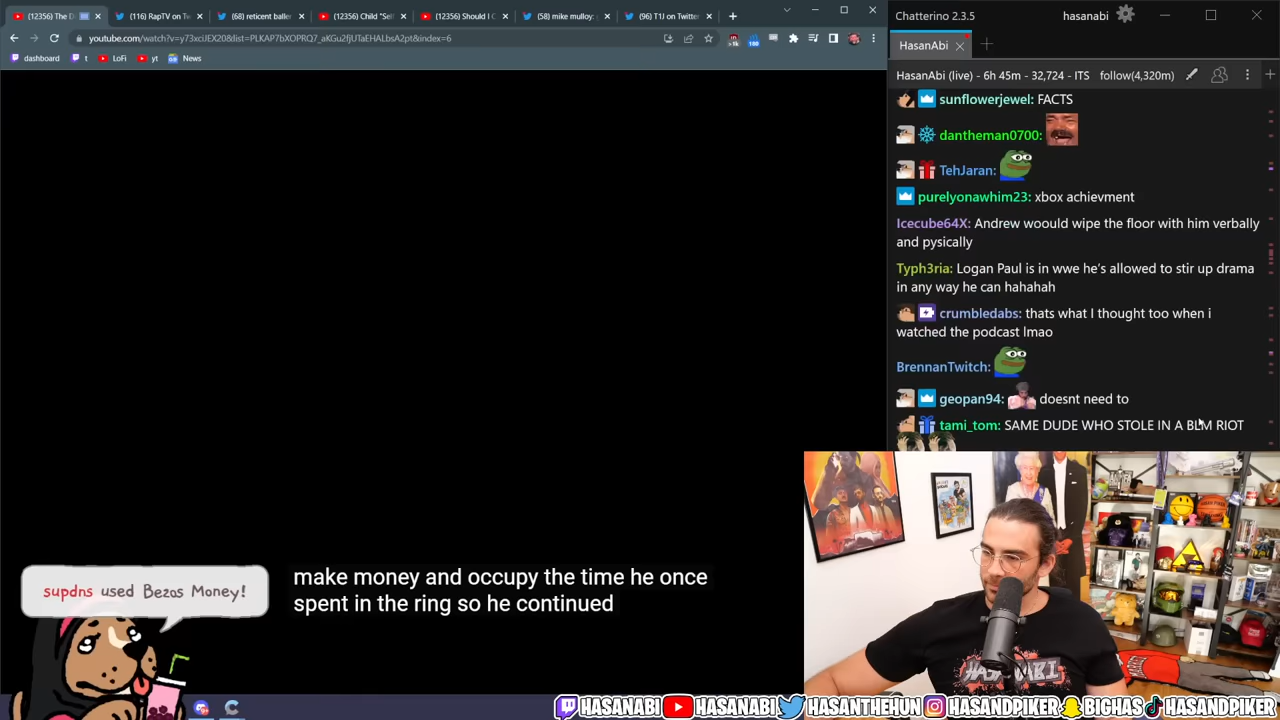 (12356) The D
(116) RapTV on Tw
(68) reticent baller
(12356) Child "Sel
(12356) Should I C
(58) mike mulloy: g
(96) T1J on Twitter
youtube.com/watch?v=y73xciJEX20&list=PLKAP7bXOPRQ7_aKGu2fjUTaEHALbsA2pt&index=6
>1k
180
dashboard
t
LoFi
yt
News
Chatterino 2.3.5
hasanabi
HasanAbi
HasanAbi (live) - 6h 45m - 32,724 - ITS
follow(4,320m)
sunflowerjewel: FACTS
dantheman0700:
TehJaran:
purelyonawhim23: xbox achievment
Icecube64X: Andrew woould wipe the floor with him verbally
and pysically
Typh3ria: Logan Paul is in wwe he's allowed to stir up drama
in any way he can hahahah
crumbledabs: thats what I thought too when i
watched the podcast lmao
BrennanTwitch:
geopan94: doesnt need to
tami_tom: SAME DUDE WHO STOLE IN A BLM RIOT
supdns used Bezos Money!
make money and occupy the time he once
spent in the ring so he continued
HASANABI
HASANABI
HASANABI
HASANTHEHUN
HASANDPIKER
BIGHAS
HASANDPIKER